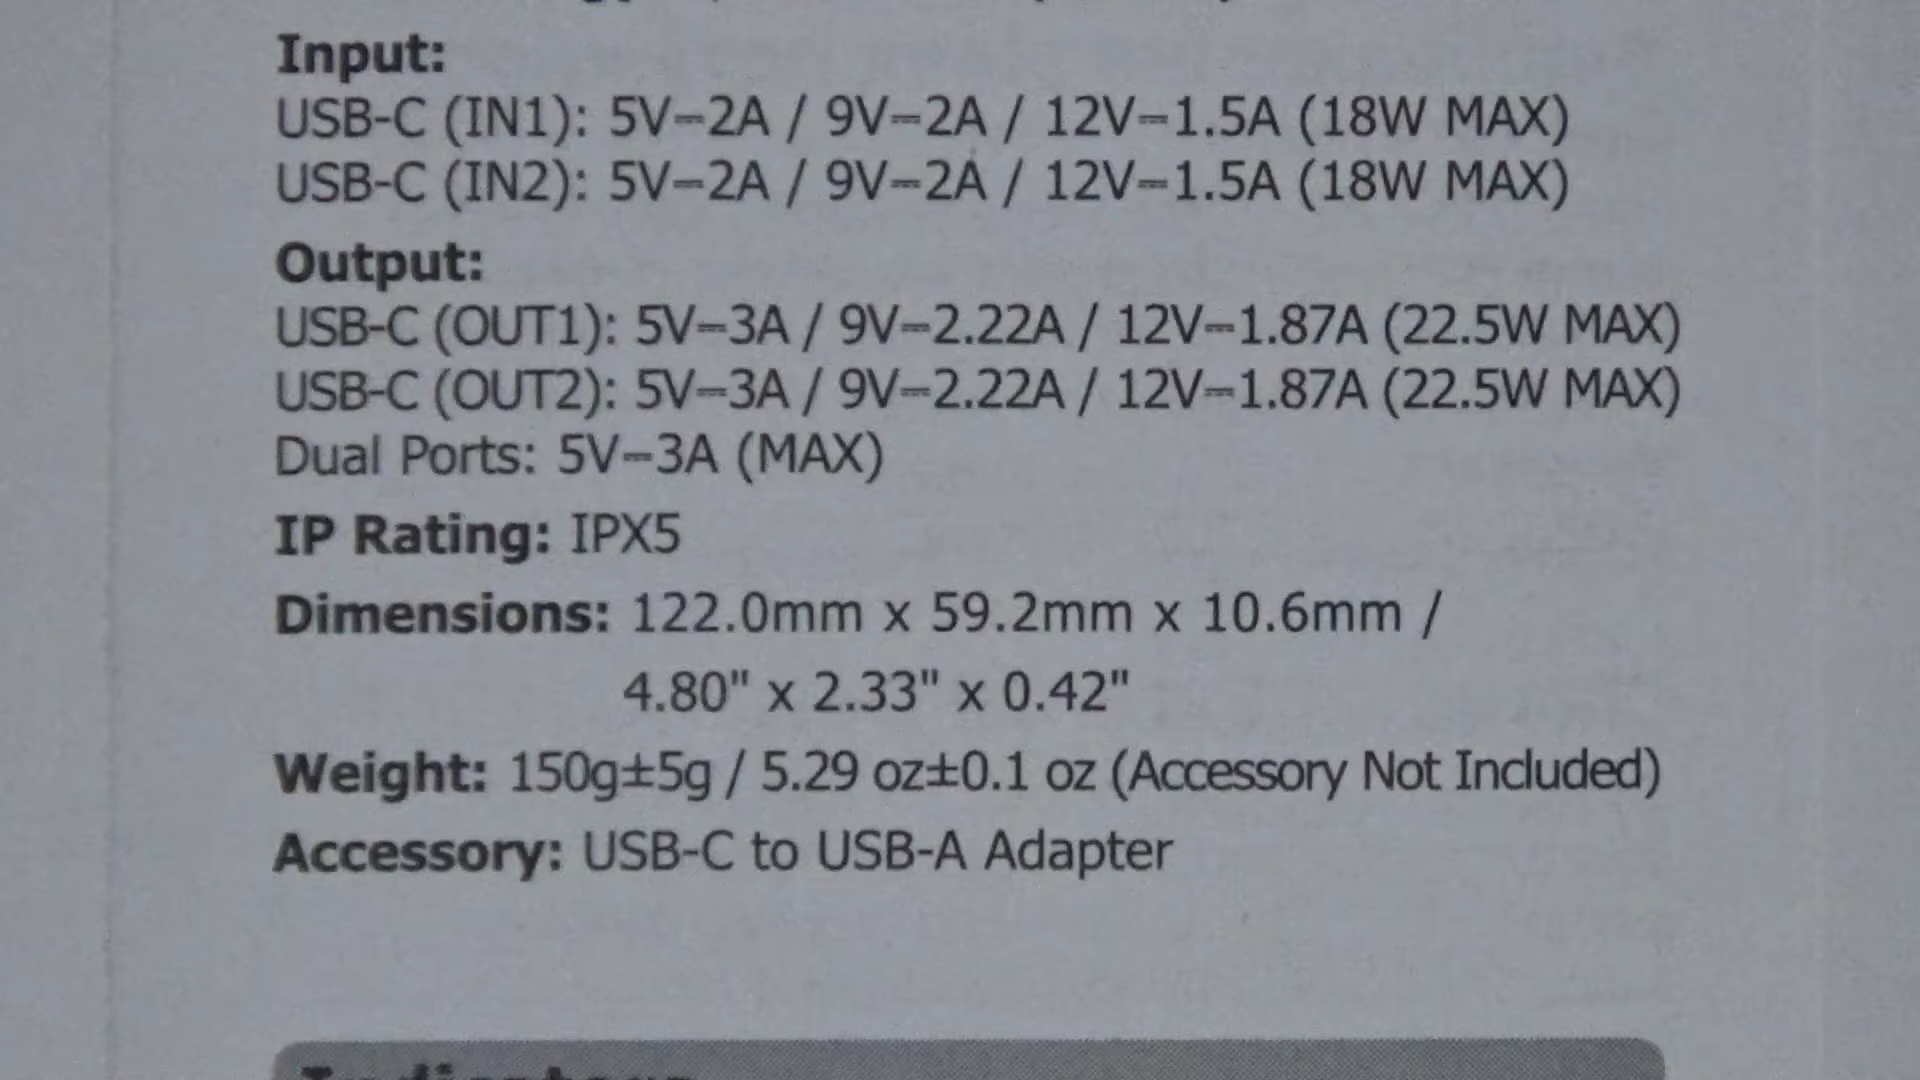 Input:
USB-C (IN1): 5V⎓2A / 9V⎓2A / 12V⎓1.5A (18W MAX)
USB-C (IN2): 5V⎓2A / 9V⎓2A / 12V⎓1.5A (18W MAX)
Output:
USB-C (OUT1): 5V⎓3A / 9V⎓2.22A / 12V⎓1.87A (22.5W MAX)
USB-C (OUT2): 5V⎓3A / 9V⎓2.22A / 12V⎓1.87A (22.5W MAX)
Dual Ports: 5V⎓3A (MAX)
IP Rating: IPX5
Dimensions: 122.0mm x 59.2mm x 10.6mm /
4.80" x 2.33" x 0.42"
Weight: 150g±5g / 5.29 oz±0.1 oz (Accessory Not Included)
Accessory: USB-C to USB-A Adapter